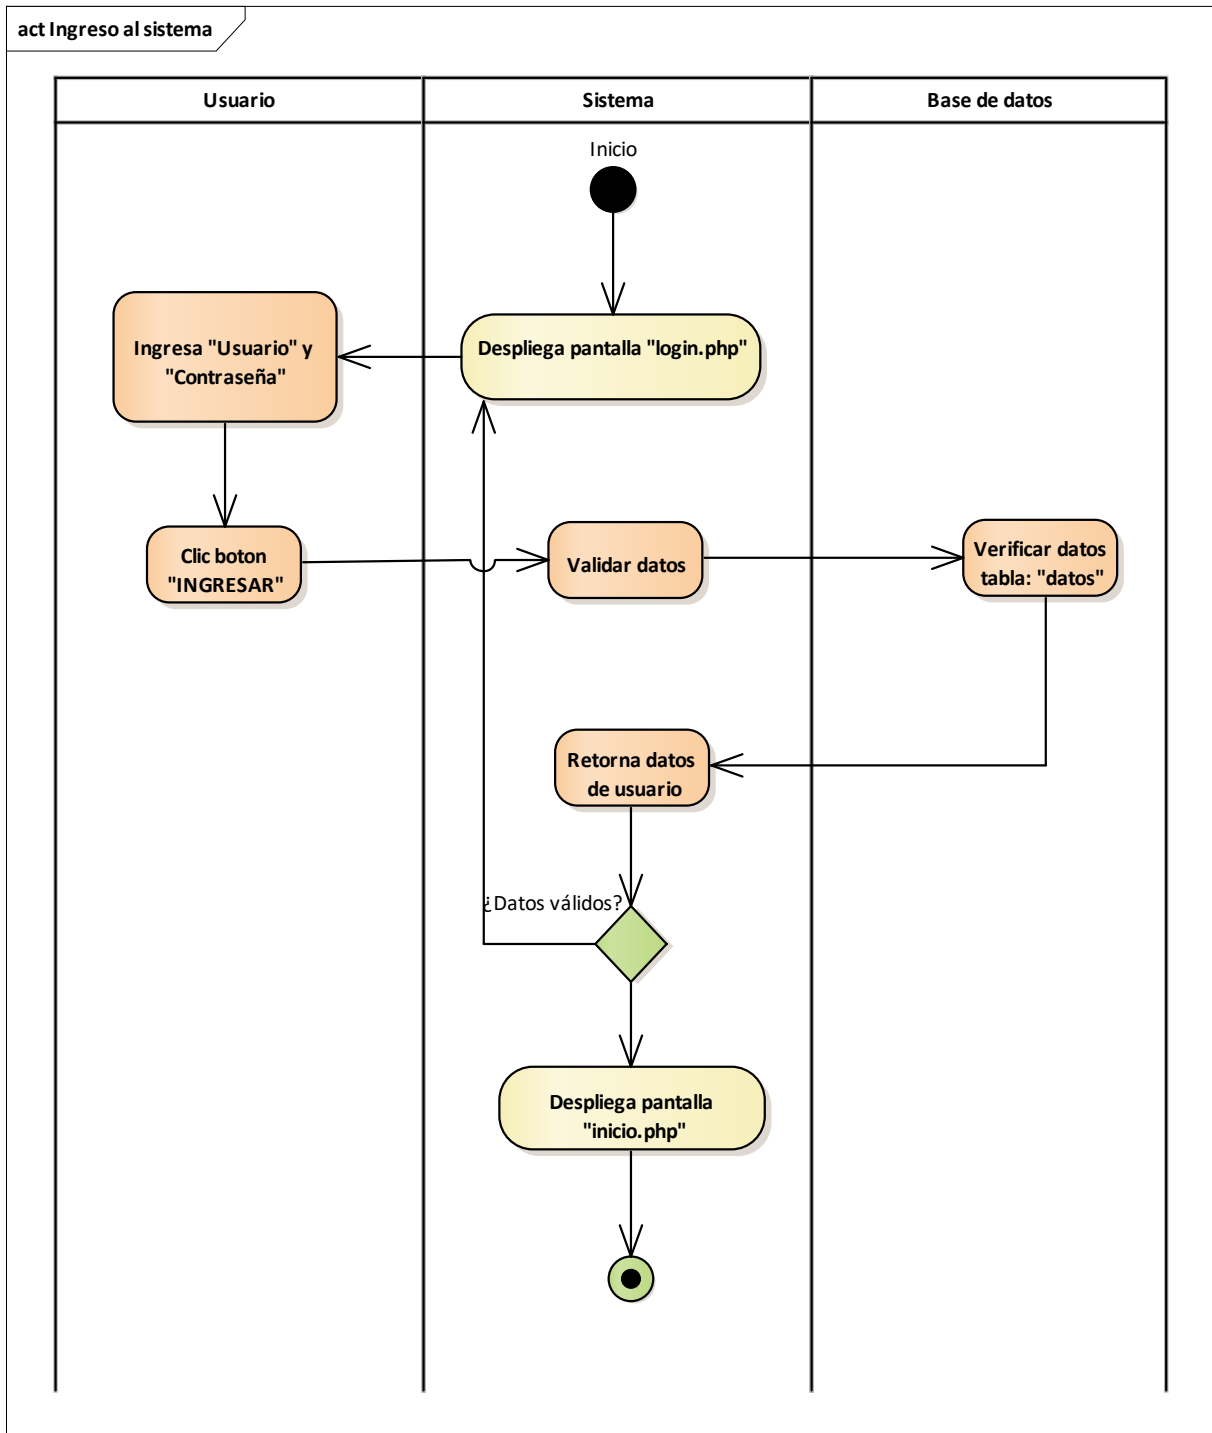 act Ingreso al sistema
Usuario
Sistema
Base de datos
Inicio
Despliega pantalla "login.php"
Ingresa "Usuario" y
"Contraseña"
Clic boton
"INGRESAR"
Validar datos
Verificar datos
tabla: "datos"
Retorna datos
de usuario
¿Datos válidos?
Despliega pantalla
"inicio.php"